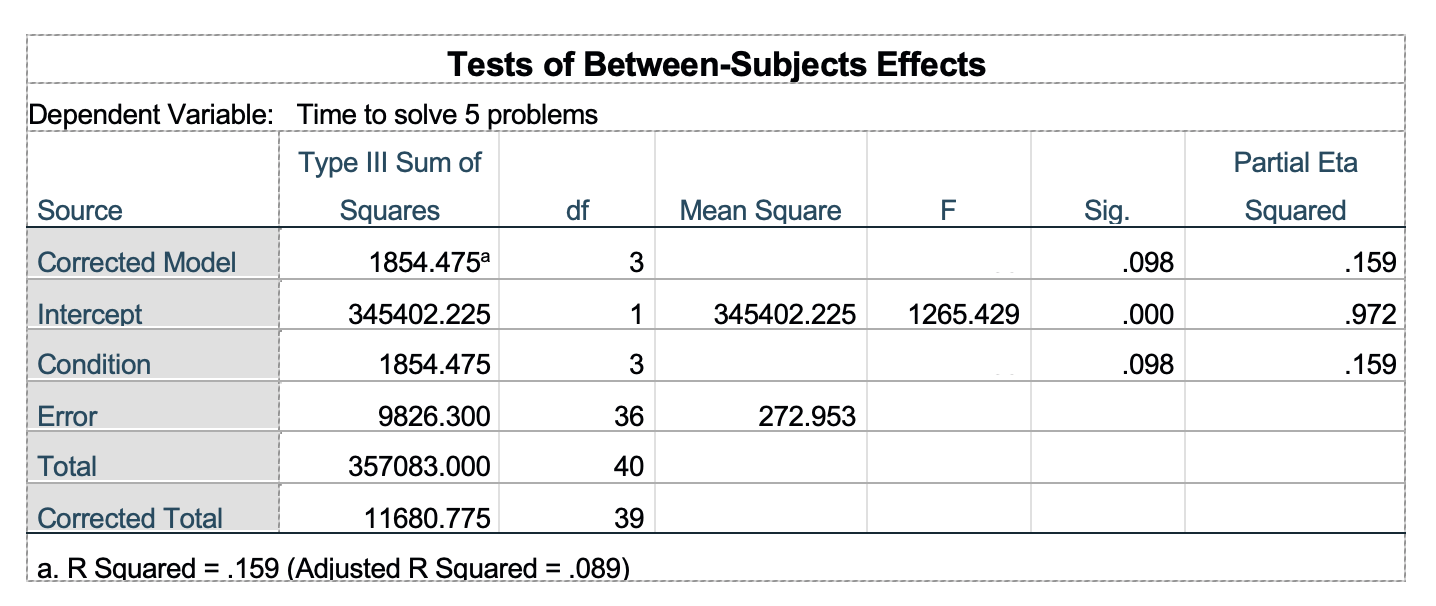 Tests of Between-Subjects Effects
Dependent Variable: Time to solve 5 problems
Source Type III Sum of Squares df Mean Square F Sig. Partial Eta Squared
Corrected Model 1854.475a 3 .098 .159
Intercept 345402.225 1 345402.225 1265.429 .000 .972
Condition 1854.475 3 .098 .159
Error 9826.300 36 272.953
Total 357083.000 40
Corrected Total 11680.775 39
a. R Squared = .159 (Adjusted R Squared = .089)